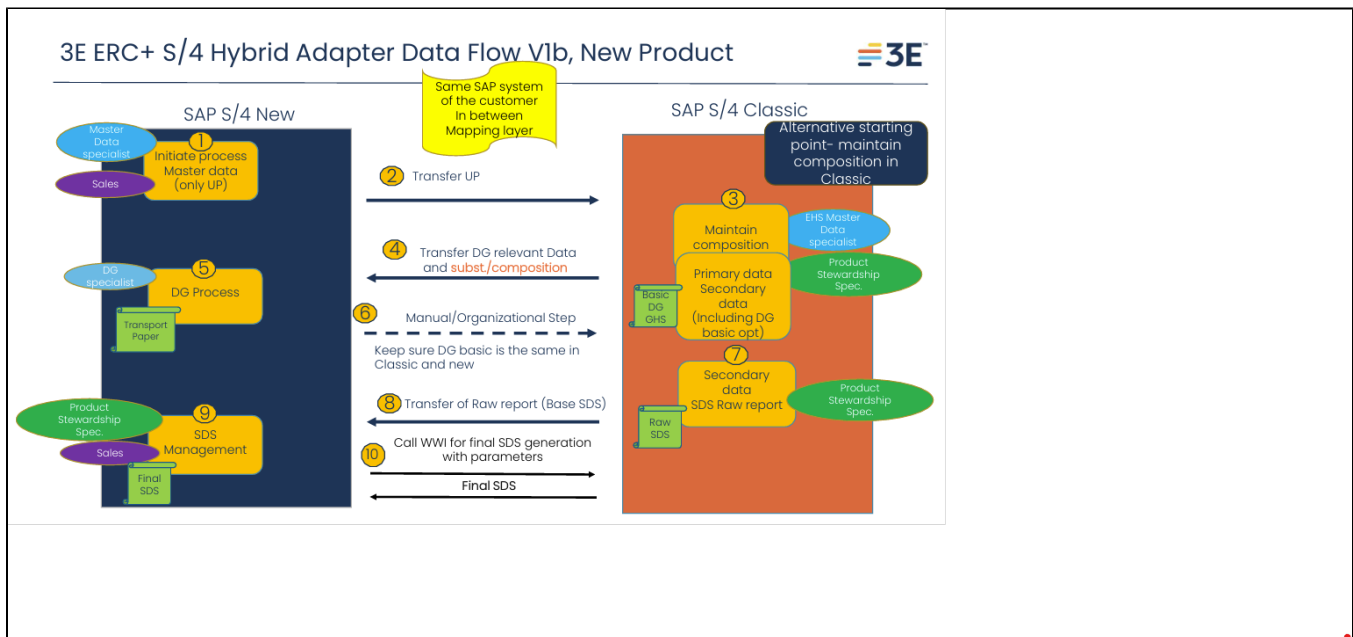 3E ERC+ S/4 Hybrid Adapter Data Flow V1b, New Product
3E™
Same SAP system
of the customer
In between
Mapping layer
SAP S/4 New
SAP S/4 Classic
Alternative starting
point- maintain
composition in
Classic
Master
Data
specialist
Sales
1
Initiate process
Master data
(only UP)
2 Transfer UP
3
Maintain
composition
EHS Master
Data
specialist
4 Transfer DG relevant Data
and subst./composition
Primary data
Secondary
data
(Including DG
basic opt)
Product
Stewardship
Spec.
Basic
DG
GHS
DG
specialist
5
DG Process
Transport
Paper
6 Manual/Organizational Step
Keep sure DG basic is the same in
Classic and new
7
Secondary
data
SDS Raw report
Product
Stewardship
Spec.
Raw
SDS
8 Transfer of Raw report (Base SDS)
Product
Stewardship
Spec.
Sales
9
SDS
Management
Final
SDS
10 Call WWI for final SDS generation
with parameters
Final SDS